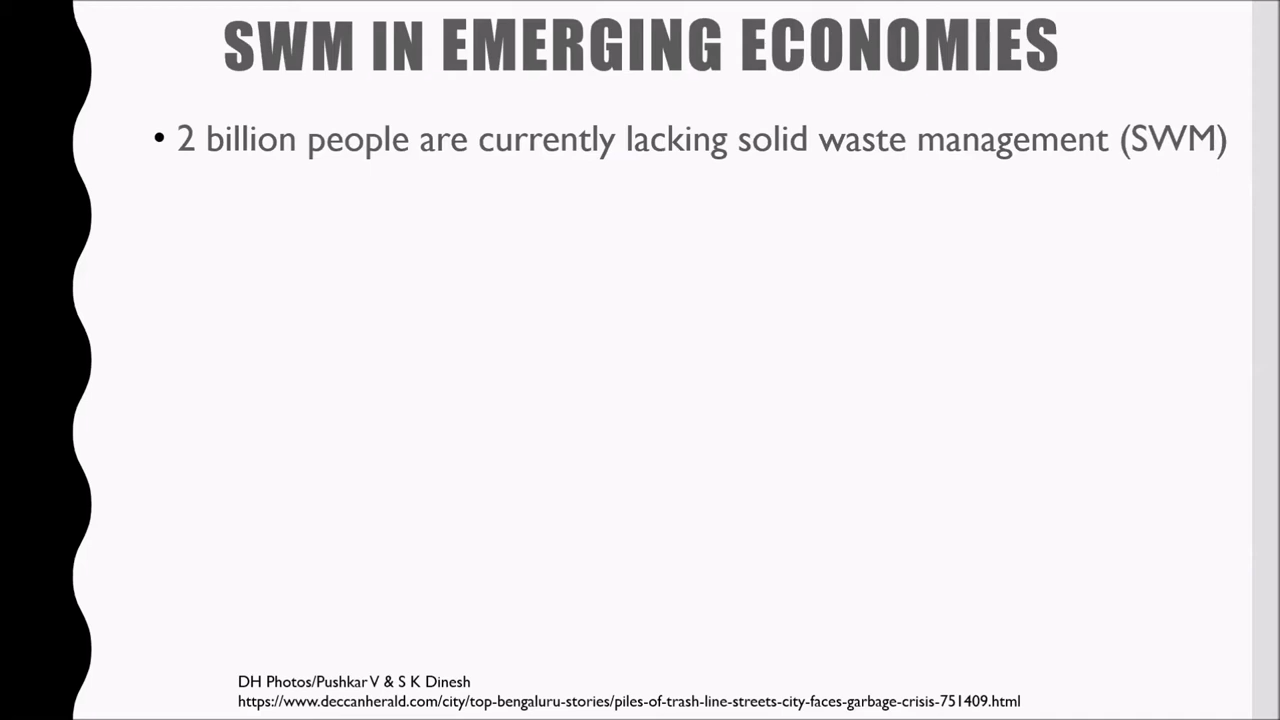 SWM IN EMERGING ECONOMIES
• 2 billion people are currently lacking solid waste management (SWM)
DH Photos/Pushkar V & S K Dinesh
https://www.deccanherald.com/city/top-bengaluru-stories/piles-of-trash-line-streets-city-faces-garbage-crisis-751409.html